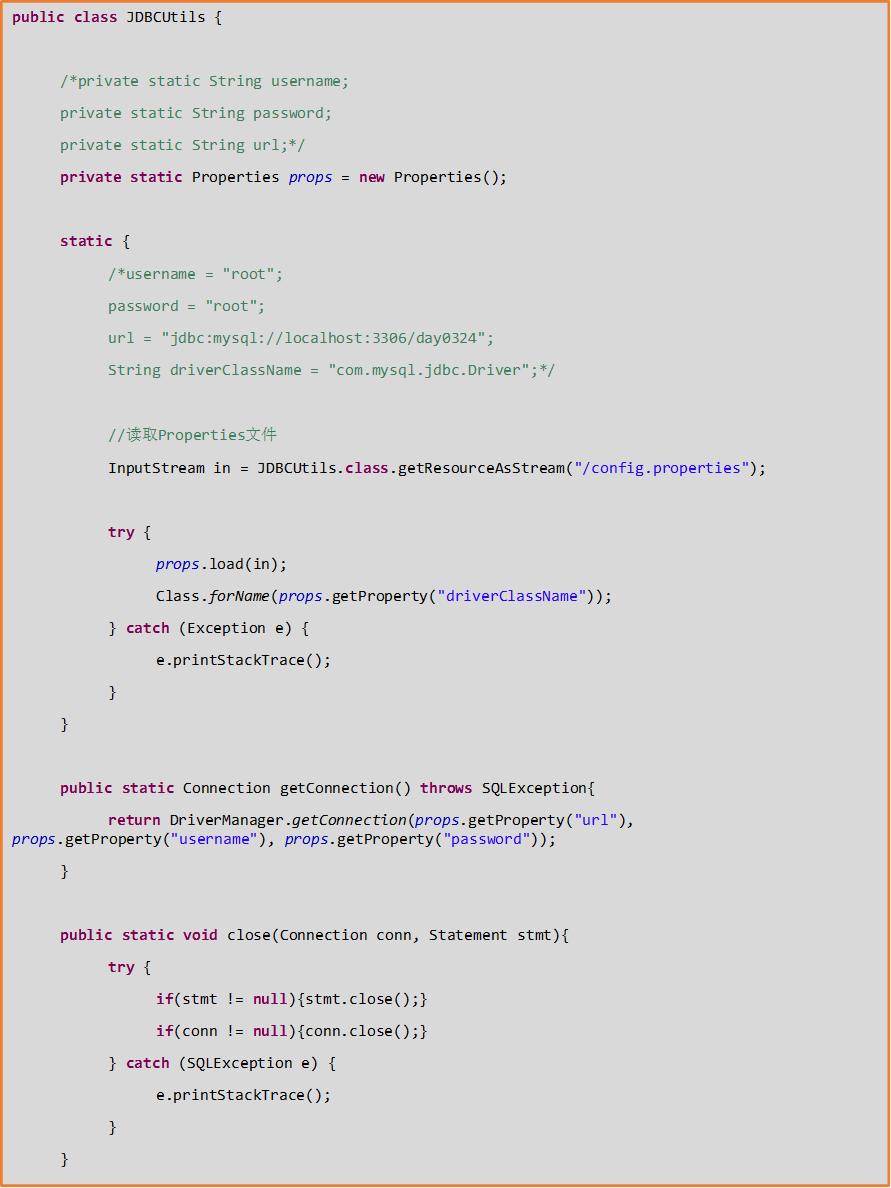 public class JDBCUtils {
/*private static String username;
private static String password;
private static String url;*/
private static Properties props = new Properties();
static {
/*username = "root";
password = "root";
url = "jdbc:mysql://localhost:3306/day0324";
String driverClassName = "com.mysql.jdbc.Driver";*/
//读取Properties文件
InputStream in = JDBCUtils.class.getResourceAsStream("/config.properties");
try {
props.load(in);
Class.forName(props.getProperty("driverClassName"));
} catch (Exception e) {
e.printStackTrace();
}
}
public static Connection getConnection() throws SQLException{
return DriverManager.getConnection(props.getProperty("url"),
props.getProperty("username"), props.getProperty("password"));
}
public static void close(Connection conn, Statement stmt){
try {
if(stmt != null){stmt.close();}
if(conn != null){conn.close();}
} catch (SQLException e) {
e.printStackTrace();
}
}